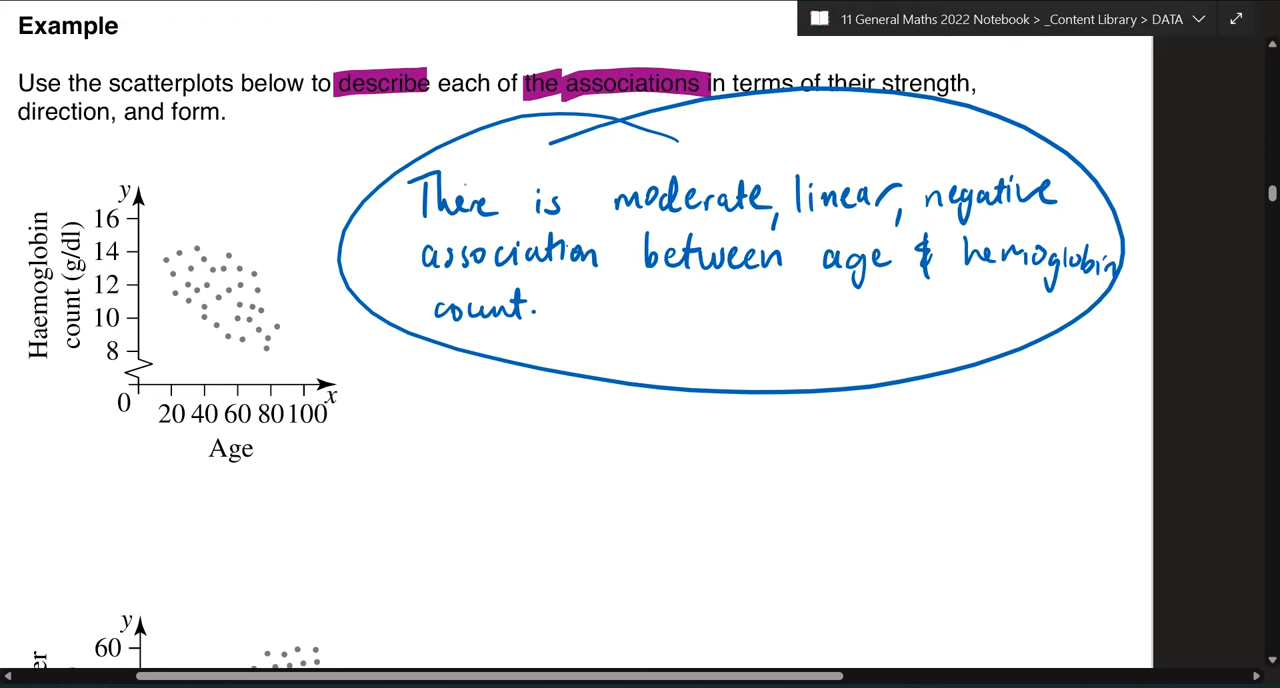 Example
11 General Maths 2022 Notebook > _Content Library > DATA
Use the scatterplots below to describe each of the associations in terms of their strength,
direction, and form.
There is moderate, linear, negative
association between age & hemoglobin
count.
Haemoglobin
count (g/dl)
y
16
14
12
10
8
0
20 40 60 80 100
x
Age
y
60
er